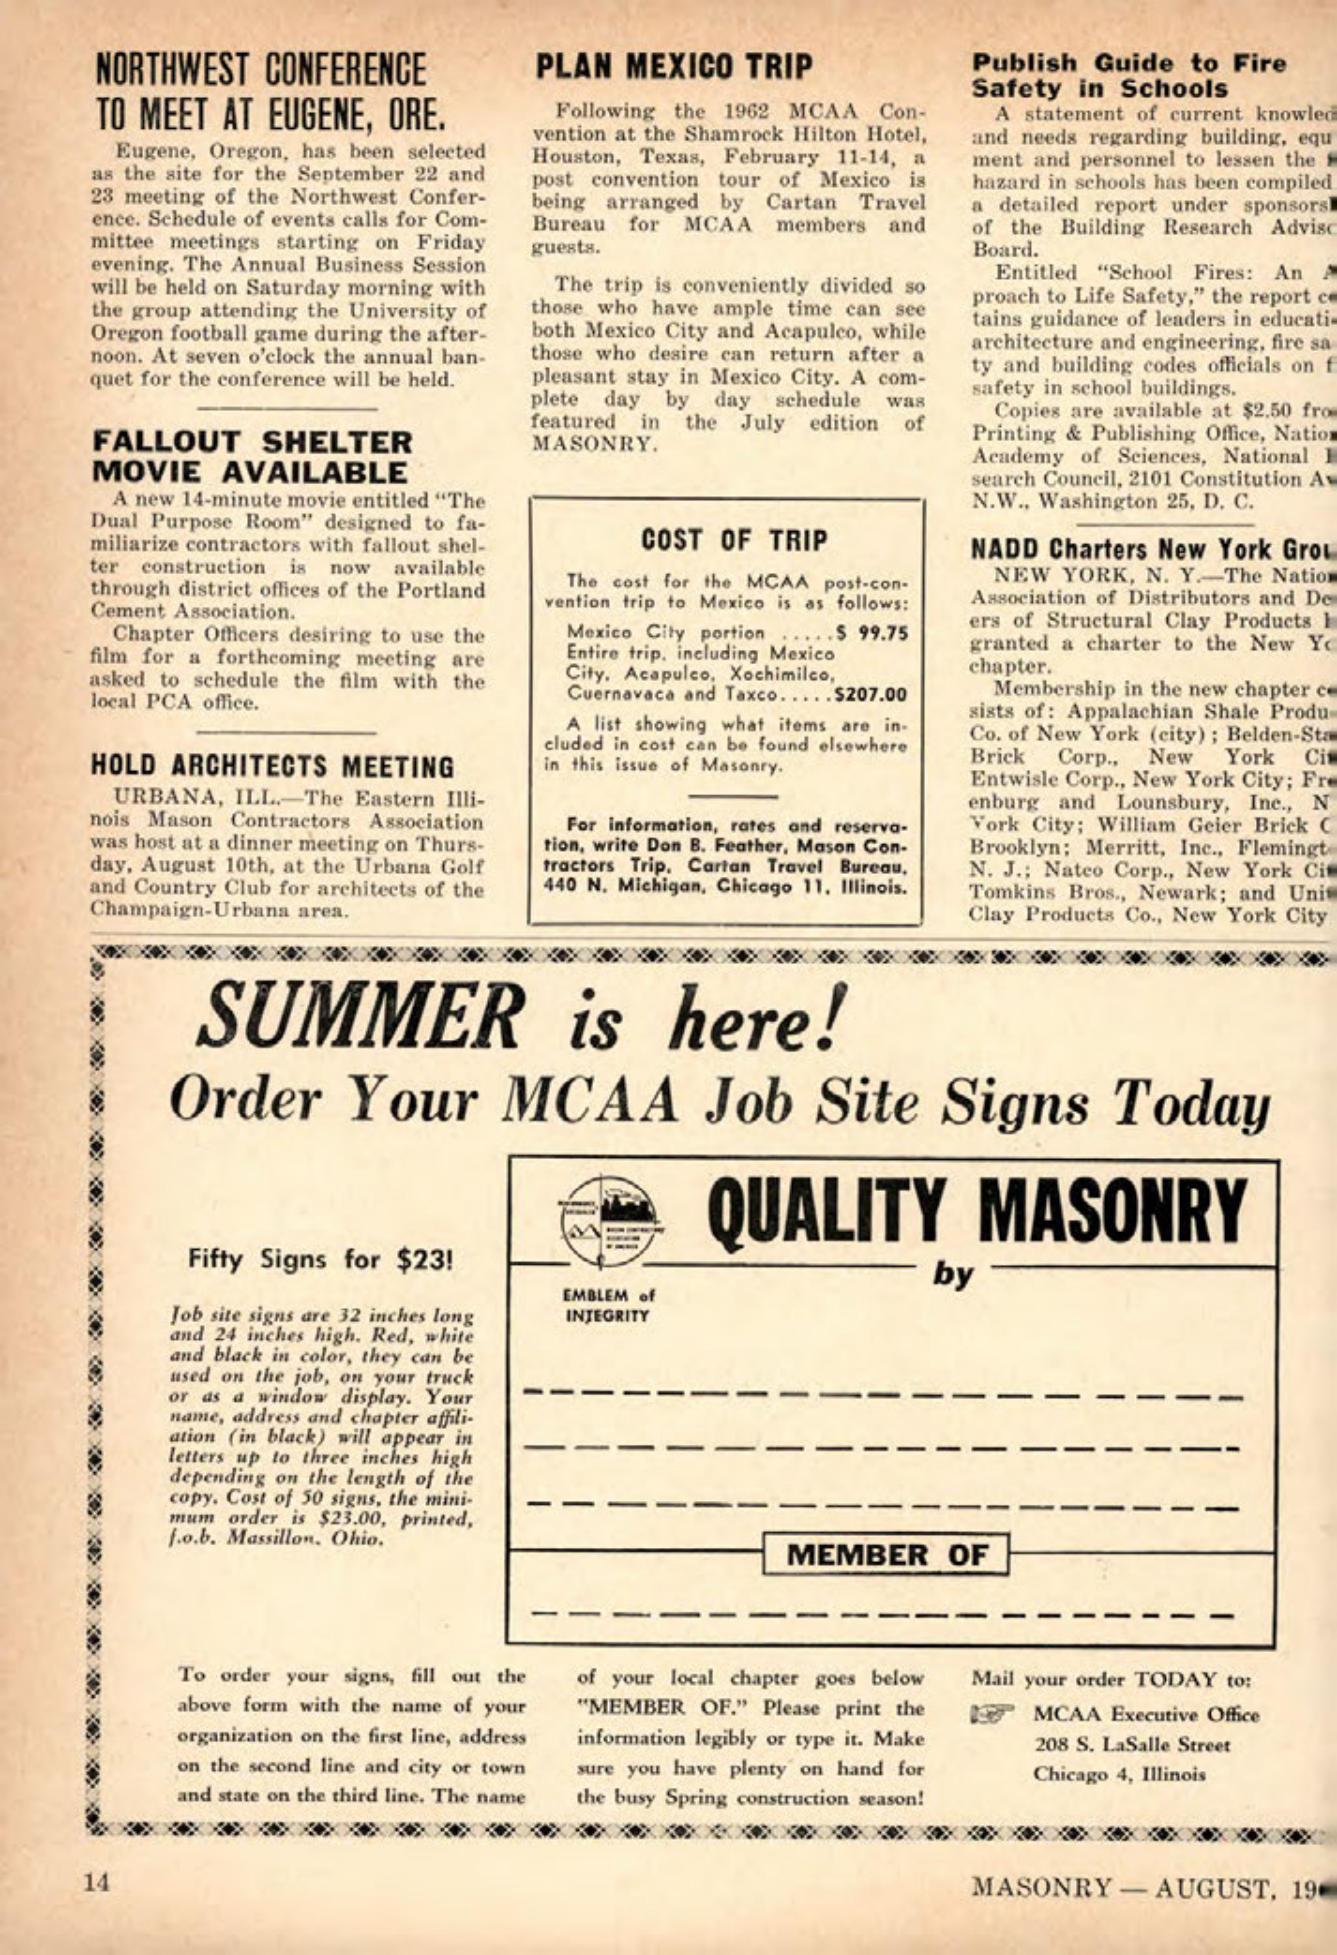 NORTHWEST CONFERENCE
TO MEET AT EUGENE, ORE.
Eugene, Oregon, has been selected
as the site for the September 22 and
23 meeting of the Northwest Confer-
ence. Schedule of events calls for Com-
mittee meetings starting on Friday
evening. The Annual Business Session
will be held on Saturday morning with
the group attending the University of
Oregon football game during the after-
noon. At seven o'clock the annual ban-
quet for the conference will be held.
FALLOUT SHELTER
MOVIE AVAILABLE
A new 14-minute movie entitled "The
Dual Purpose Room" designed to fa-
miliarize contractors with fallout shel-
ter construction is now available
through district offices of the Portland
Cement Association.
Chapter Officers desiring to use the
film for a forthcoming meeting are
asked to schedule the film with the
local PCA office.
HOLD ARCHITECTS MEETING
URBANA, ILL.—The Eastern Illi-
nois Mason Contractors Association
was host at a dinner meeting on Thurs-
day, August 10th, at the Urbana Golf
and Country Club for architects of the
Champaign-Urbana area.
PLAN MEXICO TRIP
Following the 1962 MCAA Con-
vention at the Shamrock Hilton Hotel,
Houston, Texas, February 11-14, a
post convention tour of Mexico is
being arranged by Cartan Travel
Bureau for MCAA members and
guests.
The trip is conveniently divided so
those who have ample time can see
both Mexico City and Acapulco, while
those who desire can return after a
pleasant stay in Mexico City. A com-
plete day by day schedule was
featured in the July edition of
MASONRY.
COST OF TRIP
The cost for the MCAA post-con-
vention trip to Mexico is as follows:
Mexico City portion .....$ 99.75
Entire trip, including Mexico
City, Acapulco, Xochimilco,
Cuernavaca and Taxco.....$207.00
A list showing what items are in-
cluded in cost can be found elsewhere
in this issue of Masonry.
For information, rates and reserva-
tion, write Don B. Feather, Mason Con-
tractors Trip, Cartan Travel Bureau,
440 N. Michigan, Chicago 11, Illinois.
Publish Guide to Fire
Safety in Schools
A statement of current knowled
and needs regarding building, equ
ment and personnel to lessen the
hazard in schools has been compiled
a detailed report under sponsors
of the Building Research Adviso
Board.
Entitled "School Fires: An A
proach to Life Safety," the report co
tains guidance of leaders in educati
architecture and engineering, fire sa
ty and building codes officials on f
safety in school buildings.
Copies are available at $2.50 from
Printing & Publishing Office, Nation
Academy of Sciences, National R
search Council, 2101 Constitution Av
N.W., Washington 25, D. C.
NADD Charters New York Grou
NEW YORK, N. Y.—The Nation
Association of Distributors and De
ers of Structural Clay Products h
granted a charter to the New Yo
chapter.
Membership in the new chapter co
sists of: Appalachian Shale Produ
Co. of New York (city); Belden-Sta
Brick Corp., New York Cit
Entwisle Corp., New York City; Fre
enburg and Lounsbury, Inc., N
York City; William Geier Brick C
Brooklyn; Merritt, Inc., Flemingt
N. J.; Natco Corp., New York Cit
Tomkins Bros., Newark; and Unit
Clay Products Co., New York City
SUMMER is here!
Order Your MCAA Job Site Signs Today
Fifty Signs for $23!
Job site signs are 32 inches long
and 24 inches high. Red, white
and black in color, they can be
used on the job, on your truck
or as a window display. Your
name, address and chapter affili-
ation (in black) will appear in
letters up to three inches high
depending on the length of the
copy. Cost of 50 signs, the mini-
mum order is $23.00, printed,
f.o.b. Massillon, Ohio.
QUALITY MASONRY
by
EMBLEM of
INTEGRITY
MEMBER OF
To order your signs, fill out the
above form with the name of your
organization on the first line, address
on the second line and city or town
and state on the third line. The name
of your local chapter goes below
"MEMBER OF." Please print the
information legibly or type it. Make
sure you have plenty on hand for
the busy Spring construction season!
Mail your order TODAY to:
MCAA Executive Office
208 S. LaSalle Street
Chicago 4, Illinois
14
MASONRY — AUGUST, 19